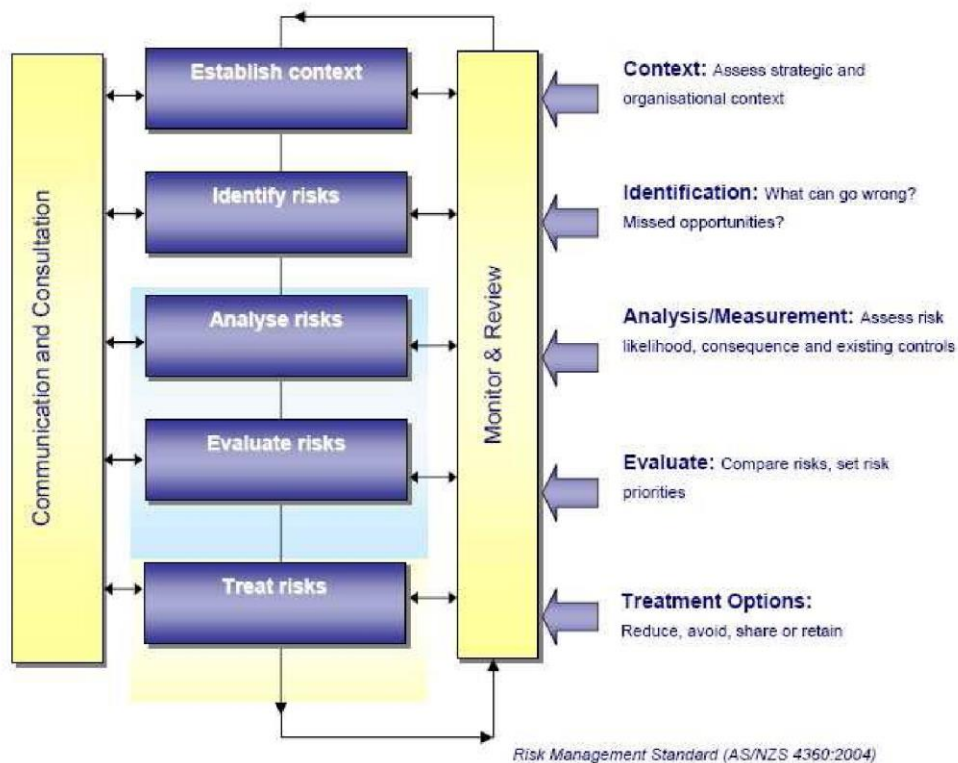 Establish context
Identify risks
Analyse risks
Evaluate risks
Treat risks
Communication and Consultation
Monitor & Review
Context: Assess strategic and
organisational context
Identification: What can go wrong?
Missed opportunities?
Analysis/Measurement: Assess risk
likelihood, consequence and existing controls
Evaluate: Compare risks, set risk
priorities
Treatment Options:
Reduce, avoid, share or retain
Risk Management Standard (AS/NZS 4360:2004)